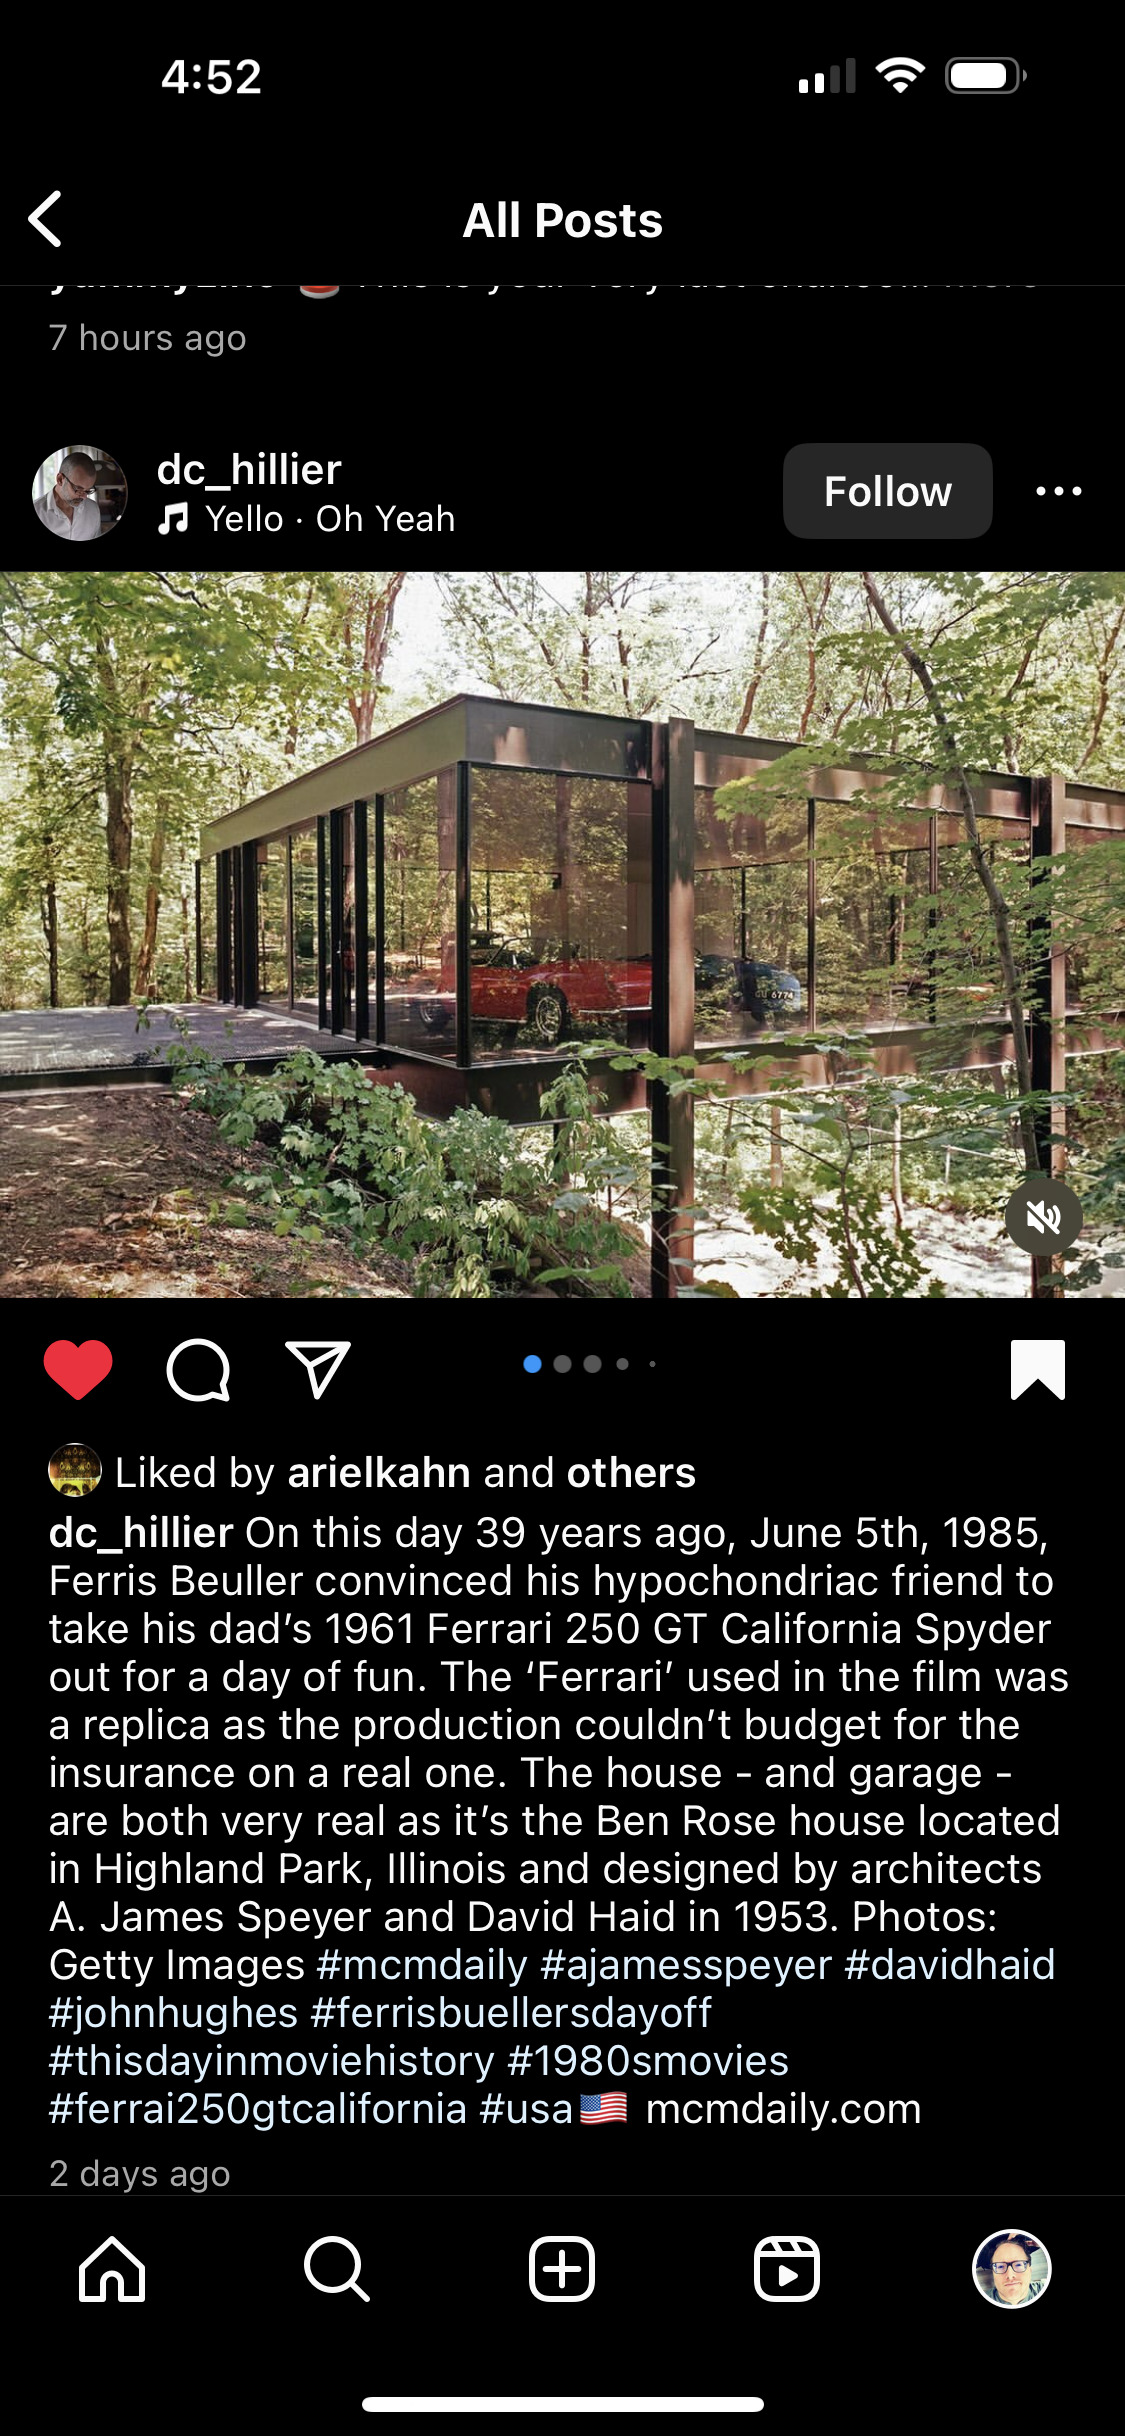 4:52
All Posts
7 hours ago
dc_hillier
Yello · Oh Yeah
Follow
GU 6774
Liked by arielkahn and others
dc_hillier On this day 39 years ago, June 5th, 1985,
Ferris Beuller convinced his hypochondriac friend to
take his dad’s 1961 Ferrari 250 GT California Spyder
out for a day of fun. The ‘Ferrari’ used in the film was
a replica as the production couldn’t budget for the
insurance on a real one. The house - and garage -
are both very real as it’s the Ben Rose house located
in Highland Park, Illinois and designed by architects
A. James Speyer and David Haid in 1953. Photos:
Getty Images #mcmdaily #ajamesspeyer #davidhaid
#johnhughes #ferrisbuellersdayoff
#thisdayinmoviehistory #1980smovies
#ferrai250gtcalifornia #usa🇺🇸 mcmdaily.com
2 days ago